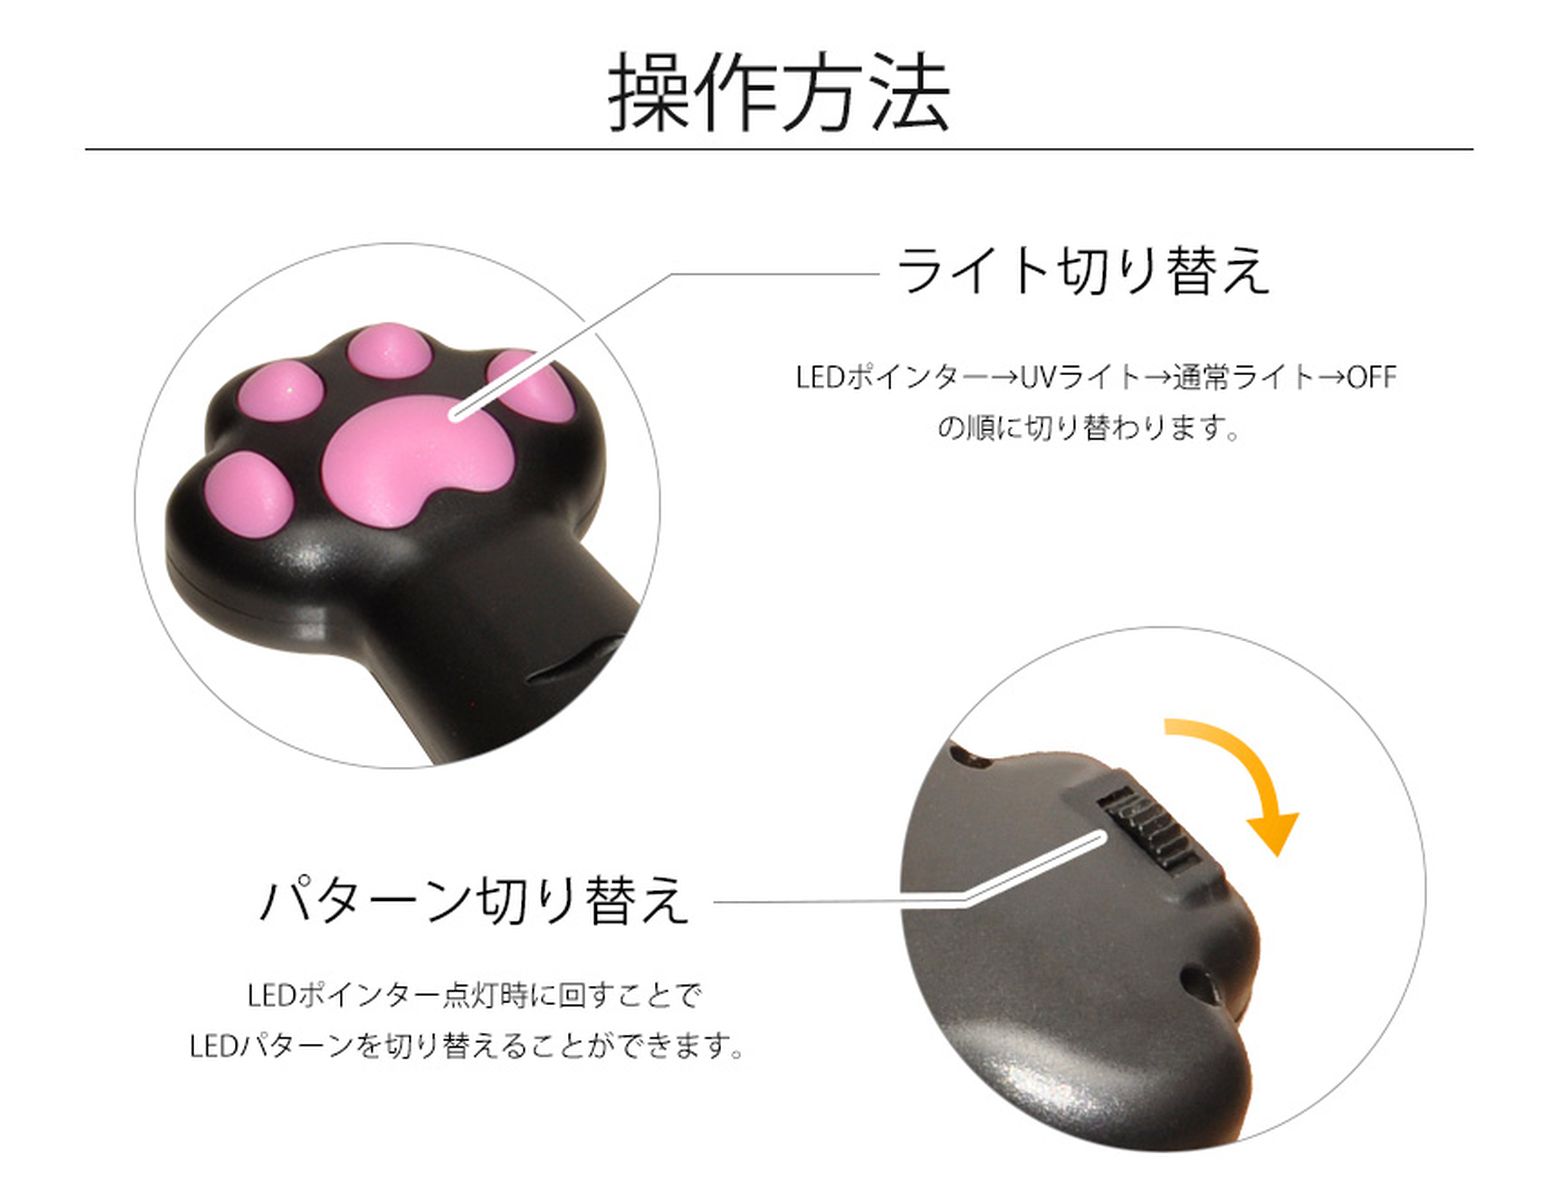 操作方法
ライト切り替え
LEDポインター→UVライト→通常ライト→OFF
の順に切り替わります。
パターン切り替え
LEDポインター点灯時に回すことで
LEDパターンを切り替えることができます。